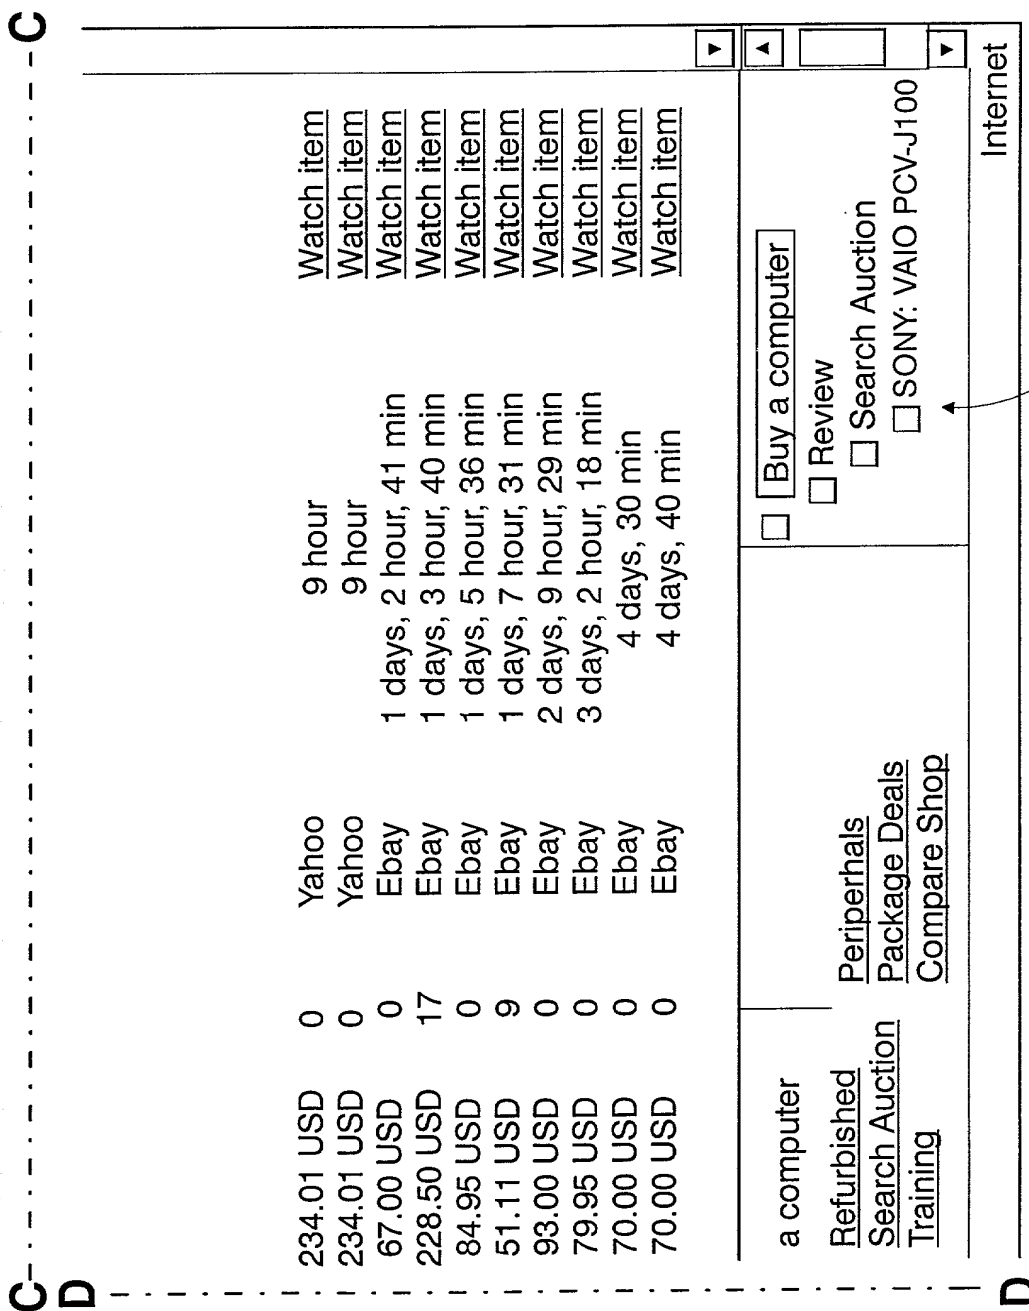 C C
D
234.01 USD 0 Yahoo 9 hour Watch item
234.01 USD 0 Yahoo 9 hour Watch item
67.00 USD 0 Ebay 1 days, 2 hour, 41 min Watch item
228.50 USD 17 Ebay 1 days, 3 hour, 40 min Watch item
84.95 USD 0 Ebay 1 days, 5 hour, 36 min Watch item
51.11 USD 9 Ebay 1 days, 7 hour, 31 min Watch item
93.00 USD 0 Ebay 2 days, 9 hour, 29 min Watch item
79.95 USD 0 Ebay 3 days, 2 hour, 18 min Watch item
70.00 USD 0 Ebay 4 days, 30 min Watch item
70.00 USD 0 Ebay 4 days, 40 min Watch item
a computer
Refurbished Periperhals
Search Auction Package Deals
Training Compare Shop
Buy a computer
Review
Search Auction
SONY: VAIO PCV-J100
Internet
D